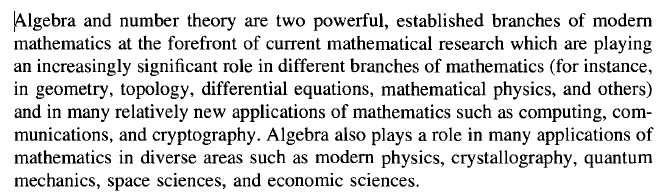 Algebra and number theory are two powerful, established branches of modern
mathematics at the forefront of current mathematical research which are playing
an increasingly significant role in different branches of mathematics (for instance,
in geometry, topology, differential equations, mathematical physics, and others)
and in many relatively new applications of mathematics such as computing, com-
munications, and cryptography. Algebra also plays a role in many applications of
mathematics in diverse areas such as modern physics, crystallography, quantum
mechanics, space sciences, and economic sciences.